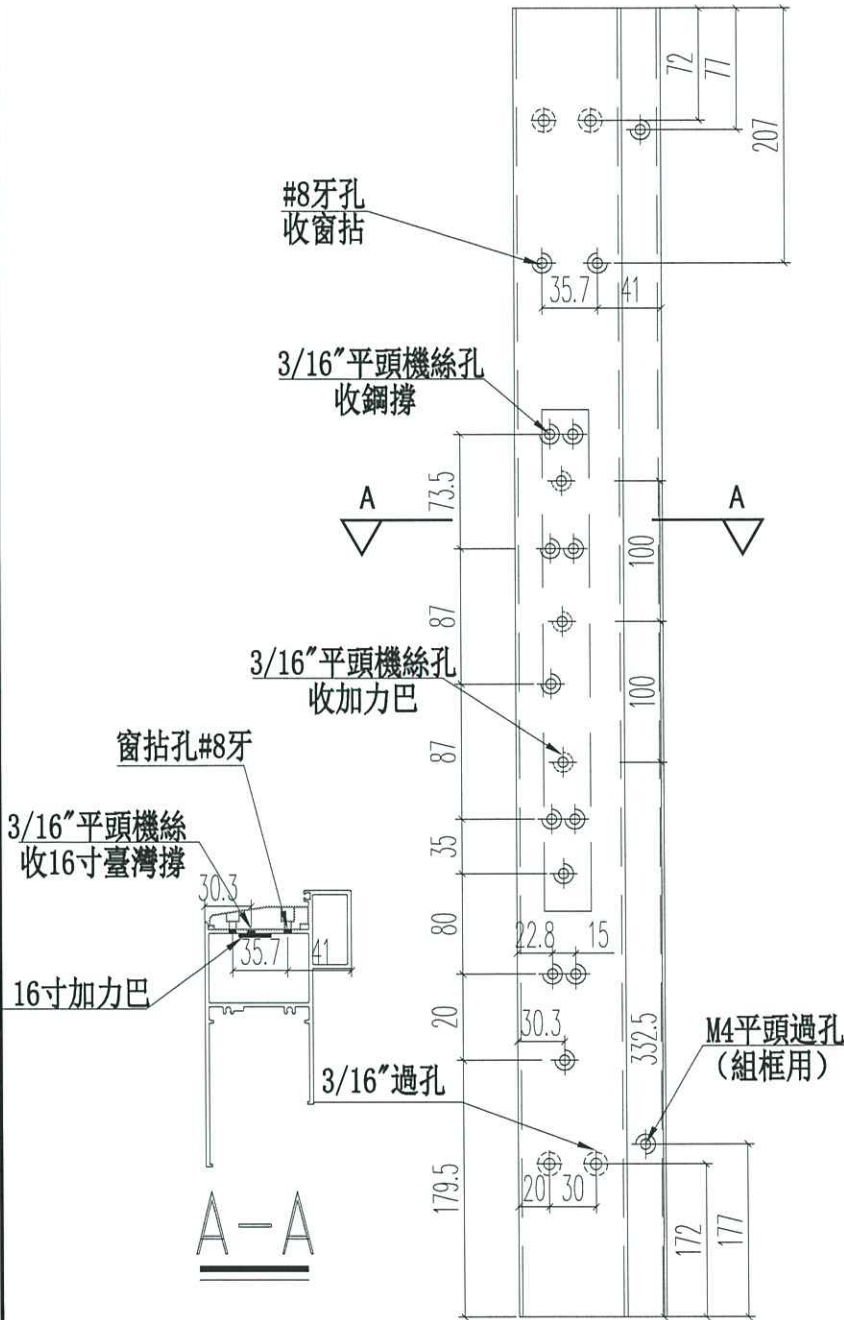 72
77
207
#8牙孔
收窗拈
35.7
41
3/16"平頭機絲孔
收鋼撐
73.5
A
A
100
87
3/16"平頭機絲孔
收加力巴
100
窗拈孔#8牙
87
3/16"平頭機絲
收16寸臺灣撐
35
30.3
35.7
41
80
22.8
15
16寸加力巴
20
30.3
332.5
M4平頭過孔
（組框用）
3/16"過孔
179.5
20
30
172
177
A-A